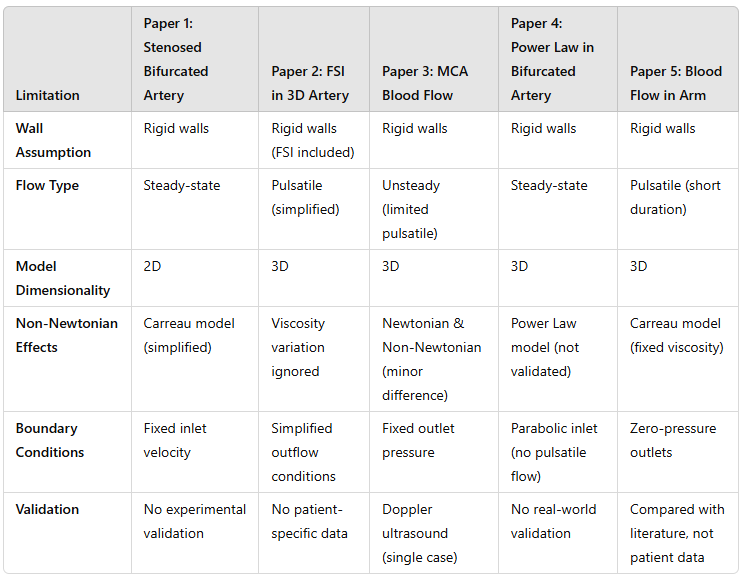 Limitation
Paper 1:
Stenosed
Bifurcated
Artery
Paper 2: FSI
in 3D Artery
Paper 3: MCA
Blood Flow
Paper 4:
Power Law in
Bifurcated
Artery
Paper 5: Blood
Flow in Arm
Wall
Assumption
Rigid walls
Rigid walls
(FSI included)
Rigid walls
Rigid walls
Rigid walls
Flow Type
Steady-state
Pulsatile
(simplified)
Unsteady
(limited
pulsatile)
Steady-state
Pulsatile (short
duration)
Model
Dimensionality
2D
3D
3D
3D
3D
Non-Newtonian
Effects
Carreau model
(simplified)
Viscosity
variation
ignored
Newtonian &
Non-Newtonian
(minor
difference)
Power Law
model (not
validated)
Carreau model
(fixed viscosity)
Boundary
Conditions
Fixed inlet
velocity
Simplified
outflow
conditions
Fixed outlet
pressure
Parabolic inlet
(no pulsatile
flow)
Zero-pressure
outlets
Validation
No experimental
validation
No patient-
specific data
Doppler
ultrasound
(single case)
No real-world
validation
Compared with
literature, not
patient data